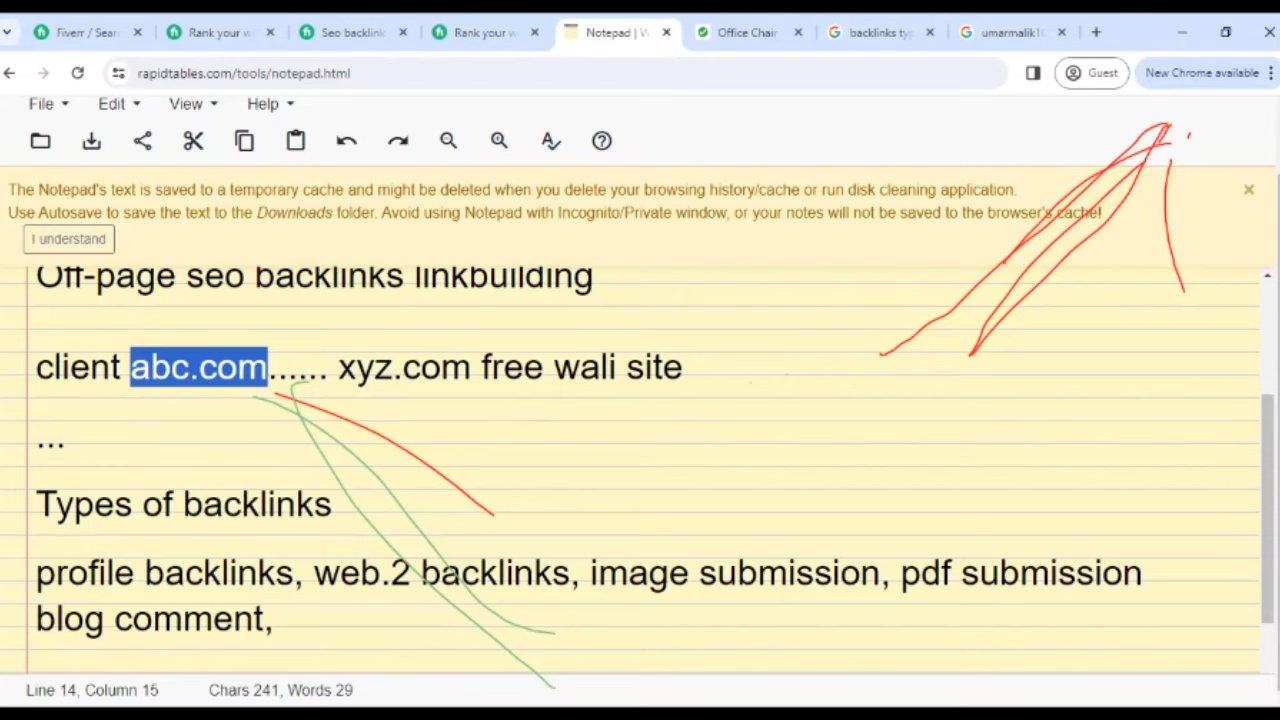 Fiverr / Sear
Rank your w
Seo backlink
Rank your w
Notepad | W
Office Chair
backlinks typ
umarmalik1
rapidtables.com/tools/notepad.html
Guest
New Chrome available
File
Edit
View
Help
The Notepad's text is saved to a temporary cache and might be deleted when you delete your browsing history/cache or run disk cleaning application.
Use Autosave to save the text to the Downloads folder. Avoid using Notepad with Incognito/Private window, or your notes will not be saved to the browser's cache!
I understand
Off-page seo backlinks linkbuilding
client abc.com...... xyz.com free wali site
...
Types of backlinks
profile backlinks, web.2 backlinks, image submission, pdf submission
blog comment,
Line 14, Column 15
Chars 241, Words 29